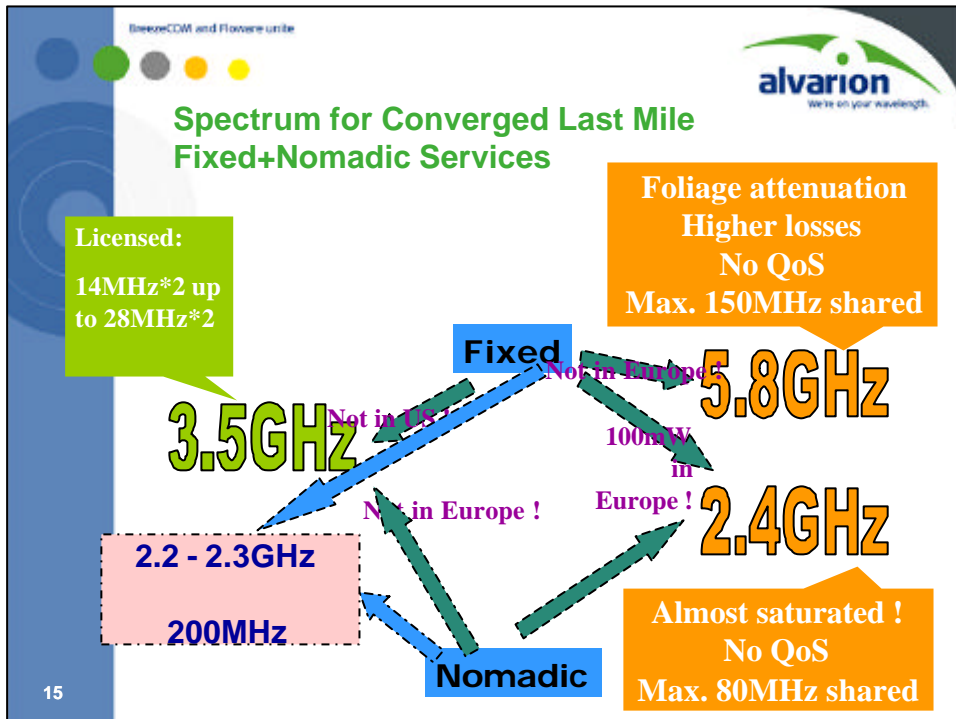 BreezeCOM and Floware unite
alvarion
We're on your wavelength.
Spectrum for Converged Last Mile
Fixed+Nomadic Services
Licensed:
14MHz*2 up
to 28MHz*2
Foliage attenuation
Higher losses
No QoS
Max. 150MHz shared
Fixed
Not in Europe !
5.8GHz
3.5GHz
Not in US !
100mW
in
Europe !
Not in Europe !
2.4GHz
2.2 - 2.3GHz
200MHz
Almost saturated !
No QoS
Max. 80MHz shared
Nomadic
15